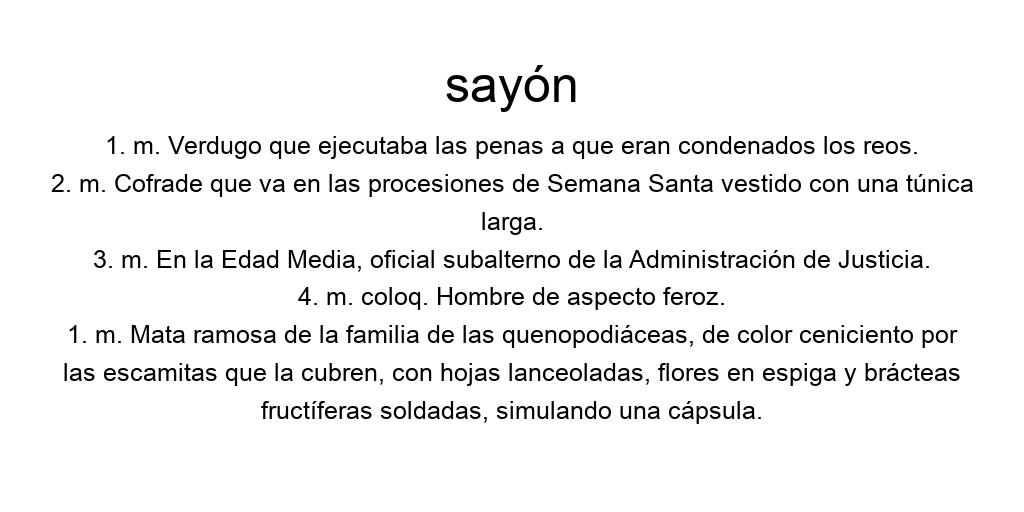 sayón
1. m. Verdugo que ejecutaba las penas a que eran condenados los reos.
2. m. Cofrade que va en las procesiones de Semana Santa vestido con una túnica
larga.
3. m. En la Edad Media, oficial subalterno de la Administración de Justicia.
4. m. coloq. Hombre de aspecto feroz.
1. m. Mata ramosa de la familia de las quenopodiáceas, de color ceniciento por
las escamitas que la cubren, con hojas lanceoladas, flores en espiga y brácteas
fructíferas soldadas, simulando una cápsula.